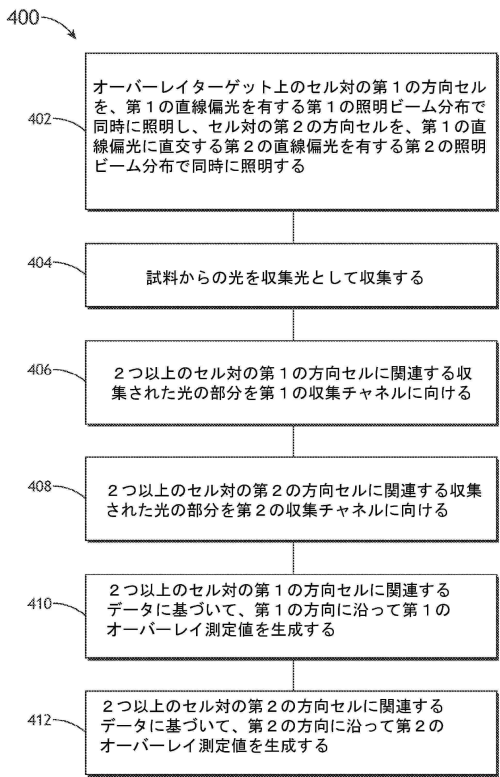 400
402
オーバーレイターゲット上のセル対の第1の方向セル
を、第1の直線偏光を有する第1の照明ビーム分布で
同時に照明し、セル対の第2の方向セルを、第1の直
線偏光に直交する第2の直線偏光を有する第2の照明
ビーム分布で同時に照明する
404
試料からの光を収集光として収集する
406
2つ以上のセル対の第1の方向セルに関連する収
集された光の部分を第1の収集チャネルに向ける
408
2つ以上のセル対の第2の方向セルに関連する収集
された光の部分を第2の収集チャネルに向ける
410
2つ以上のセル対の第1の方向セルに関連する
データに基づいて、第1の方向に沿って第1の
オーバーレイ測定値を生成する
412
2つ以上のセル対の第2の方向セルに関連する
データに基づいて、第2の方向に沿って第2の
オーバーレイ測定値を生成する